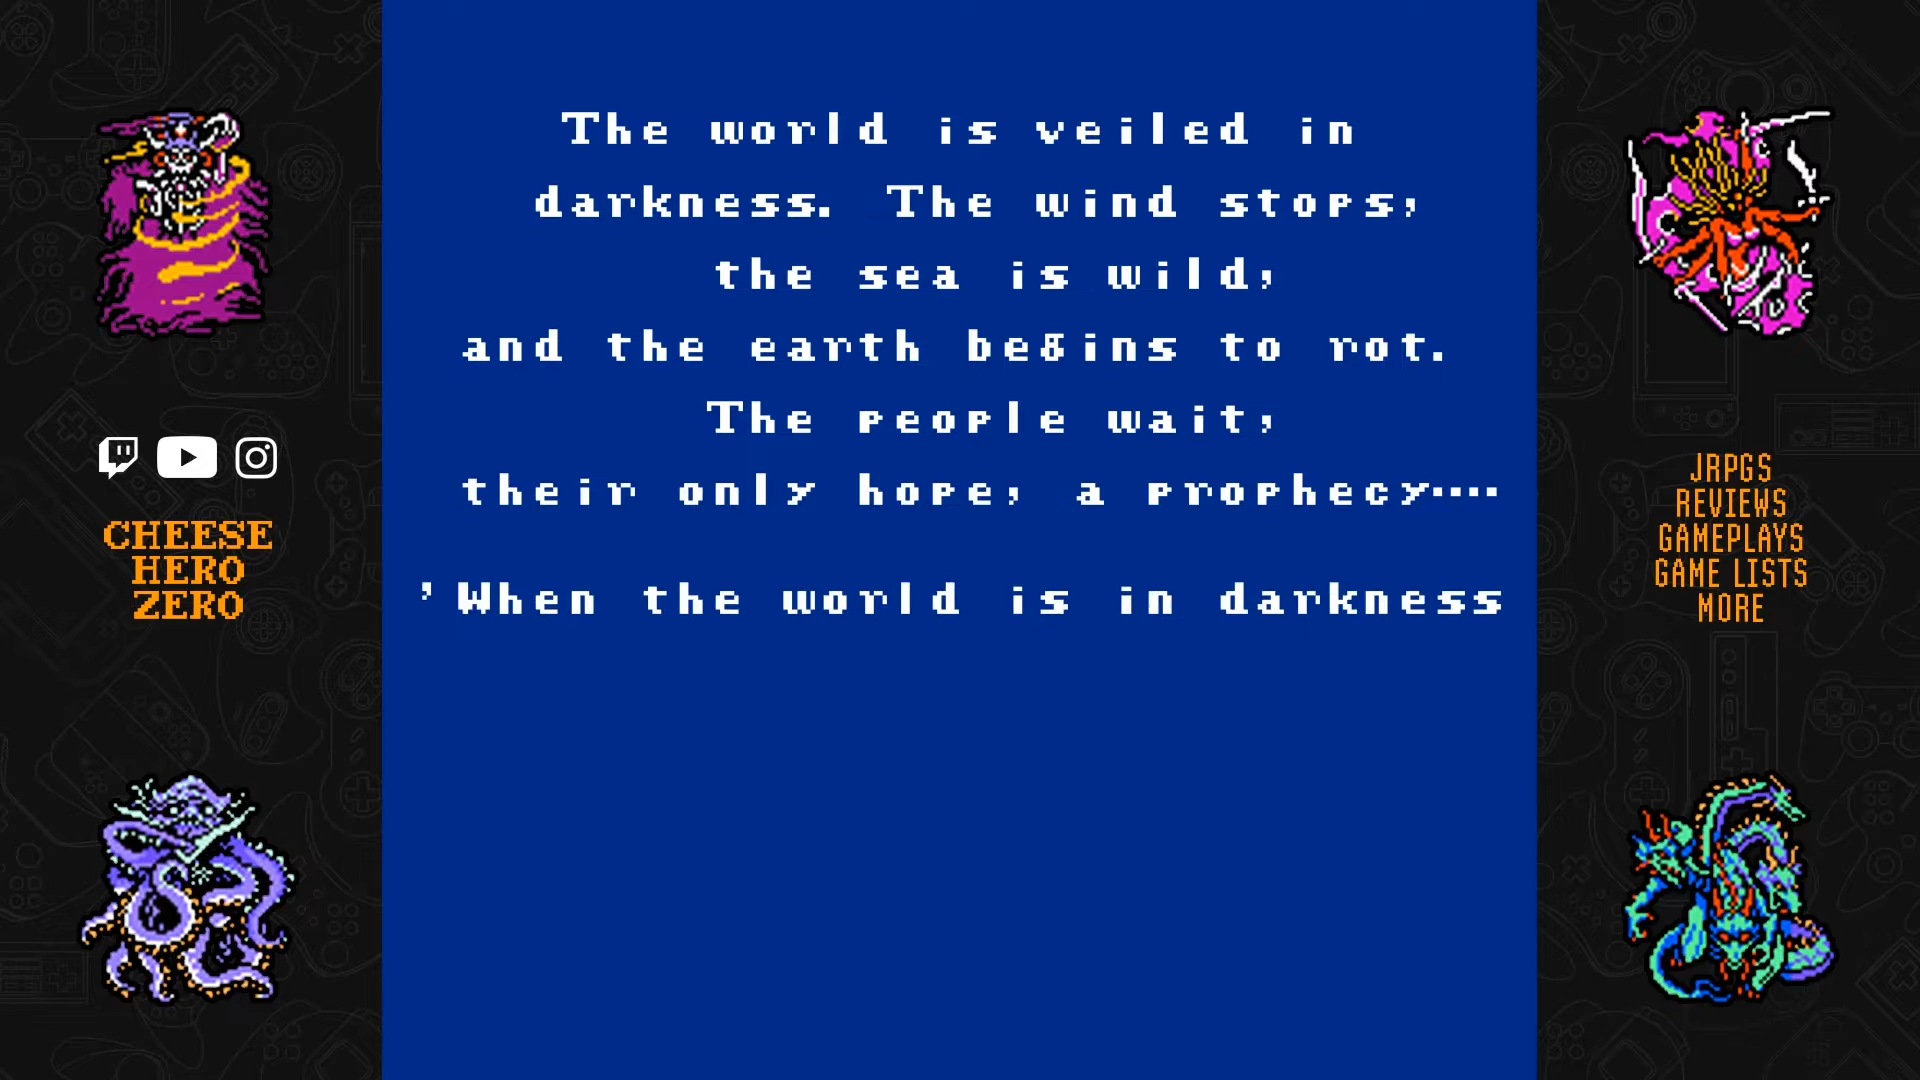 The world is veiled in
darkness. The wind stops,
the sea is wild,
and the earth begins to rot.
The people wait,
their only hope, a prophecy....
'When the world is in darkness
CHEESE
HERO
ZERO
JRPGS
REVIEWS
GAMEPLAYS
GAME LISTS
MORE